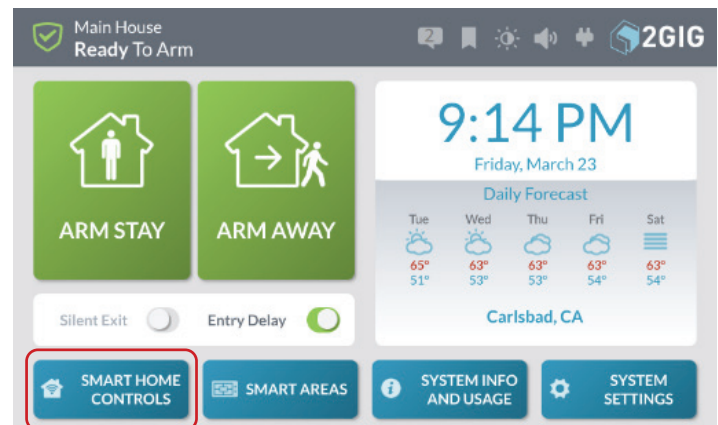 Main House
Ready To Arm
2
2GIG
ARM STAY
ARM AWAY
9:14 PM
Friday, March 23
Daily Forecast
Tue Wed Thu Fri Sat
65° 63° 63° 63° 63°
51° 53° 53° 54° 54°
Carlsbad, CA
Silent Exit
Entry Delay
SMART HOME
CONTROLS
SMART AREAS
SYSTEM INFO
AND USAGE
SYSTEM
SETTINGS